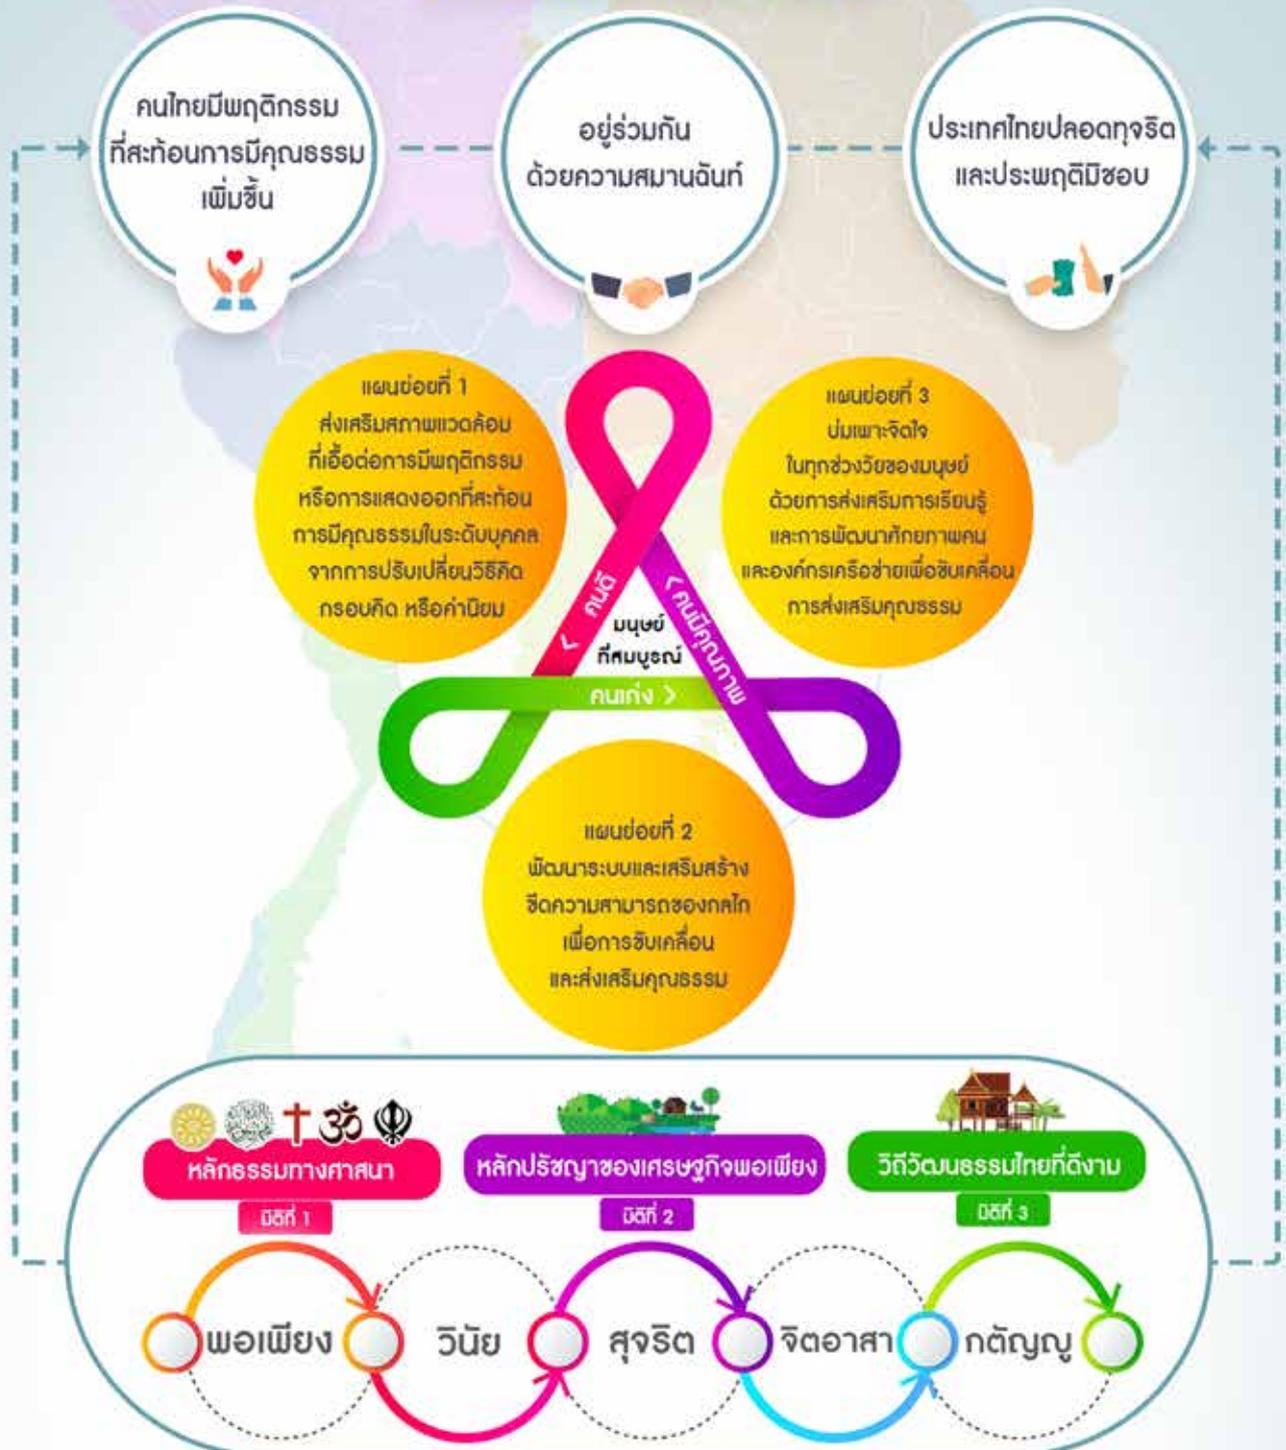 คนไทยมีพฤติกรรม
ที่สะท้อนการมีคุณธรรม
เพิ่มขึ้น
อยู่ร่วมกัน
ด้วยความสมานฉันท์
ประเทศไทยปลอดทุจริต
และประพฤติมิชอบ
แผนย่อยที่ 1
ส่งเสริมสภาพแวดล้อม
ที่เอื้อต่อการมีพฤติกรรม
หรือการแสดงออกที่สะท้อน
การมีคุณธรรมในระดับบุคคล
จากการปรับเปลี่ยนวิธีคิด
กรอบคิด หรือค่านิยม
แผนย่อยที่ 3
บ่มเพาะจิตใจ
ในทุกช่วงวัยของมนุษย์
ด้วยการส่งเสริมการเรียนรู้
และการพัฒนาศักยภาพคน
และองค์กรเครือข่ายเพื่อขับเคลื่อน
การส่งเสริมคุณธรรม
< คนดี
< คนมีคุณภาพ
มนุษย์
ที่สมบูรณ์
คนเก่ง >
แผนย่อยที่ 2
พัฒนาระบบและเสริมสร้าง
ขีดความสามารถของกลไก
เพื่อการขับเคลื่อน
และส่งเสริมคุณธรรม
หลักธรรมทางศาสนา
มิติที่ 1
หลักปรัชญาของเศรษฐกิจพอเพียง
มิติที่ 2
วิถีวัฒนธรรมไทยที่ดีงาม
มิติที่ 3
พอเพียง
วินัย
สุจริต
จิตอาสา
กตัญญู